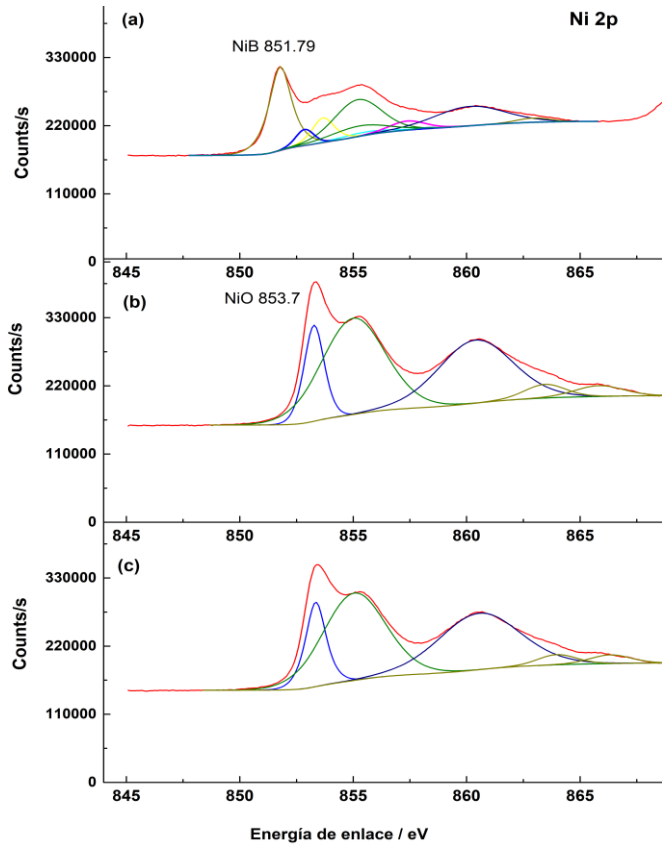 (a)
Ni 2p
NiB 851.79
330000
220000
110000
0
Counts/s
845 850 855 860 865
(b)
NiO 853.7
330000
220000
110000
0
Counts/s
845 850 855 860 865
(c)
330000
220000
110000
0
Counts/s
845 850 855 860 865
Energía de enlace / eV